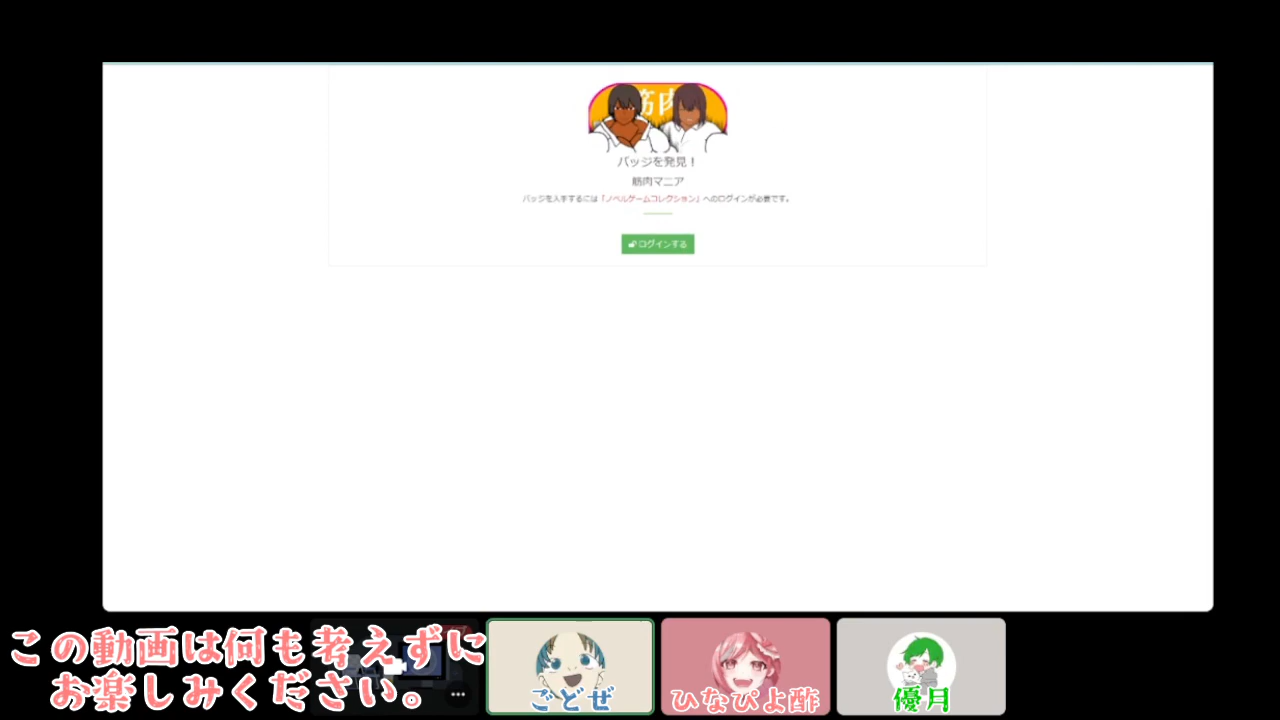 筋肉
バッジを発見！
筋肉マニア
バッジを入手するには「ノベルゲームコレクション」へのログインが必要です。
ログインする
この動画は何も考えずに
お楽しみください。
ごどぜ
ひなぴよ酢
優月